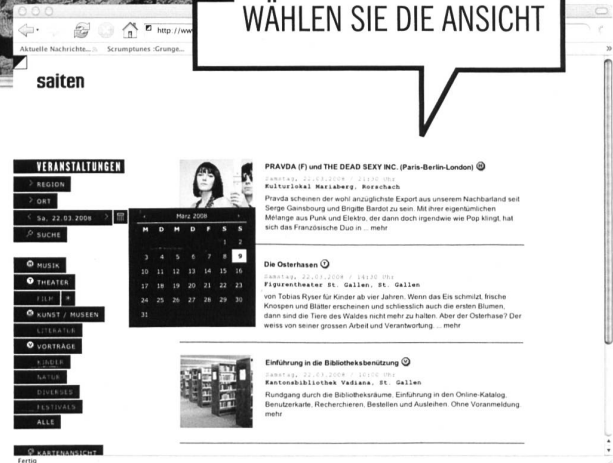 WÄHLEN SIE DIE ANSICHT
http://ww
Aktuelle Nachrichte...
Scrumptunes :Grunge...
saiten
VERANSTALTUNGEN
REGION
ORT
Sa, 22.03.2008
SUCHE
MUSIK
THEATER
FILM
KUNST / MUSEEN
LITERATUR
VORTRÄGE
KINDER
NATUR
DIVERSES
FESTIVALS
ALLE
KARTENANSICHT
März 2008
M D M D F S S
1 2
3 4 5 6 7 8 9
10 11 12 13 14 15 16
17 18 19 20 21 22 23
24 25 26 27 28 29 30
31
PRAVDA (F) und THE DEAD SEXY INC. (Paris-Berlin-London)
Samstag, 22.03.2008 / 21:30 Uhr
Kulturlokal Mariaberg, Rorschach
Pravda scheinen der wohl anzüglichste Export aus unserem Nachbarland seit
Serge Gainsbourg und Brigitte Bardot zu sein. Mit ihrer eigentümlichen
Mélange aus Punk und Elektro, der dann doch irgendwie wie Pop klingt, hat
sich das Französische Duo in ... mehr
Die Osterhasen
Samstag, 22.03.2008 / 14:30 Uhr
Figurentheater St. Gallen, St. Gallen
von Tobias Ryser für Kinder ab vier Jahren. Wenn das Eis schmilzt, frische
Knospen und Blätter erscheinen und schliesslich auch die ersten Blumen,
dann sind die Tiere des Waldes nicht mehr zu halten. Aber der Osterhase? Der
weiss von seiner grossen Arbeit und Verantwortung. ... mehr
Einführung in die Bibliotheksbenützung
Samstag, 22.03.2008 / 10:00 Uhr
Kantonsbibliothek Vadiana, St. Gallen
Rundgang durch die Bibliotheksräume, Einführung in den Online-Katalog,
Benutzerkarte, Recherchieren, Bestellen und Ausleihen. Ohne Voranmeldung.
mehr
Fertig